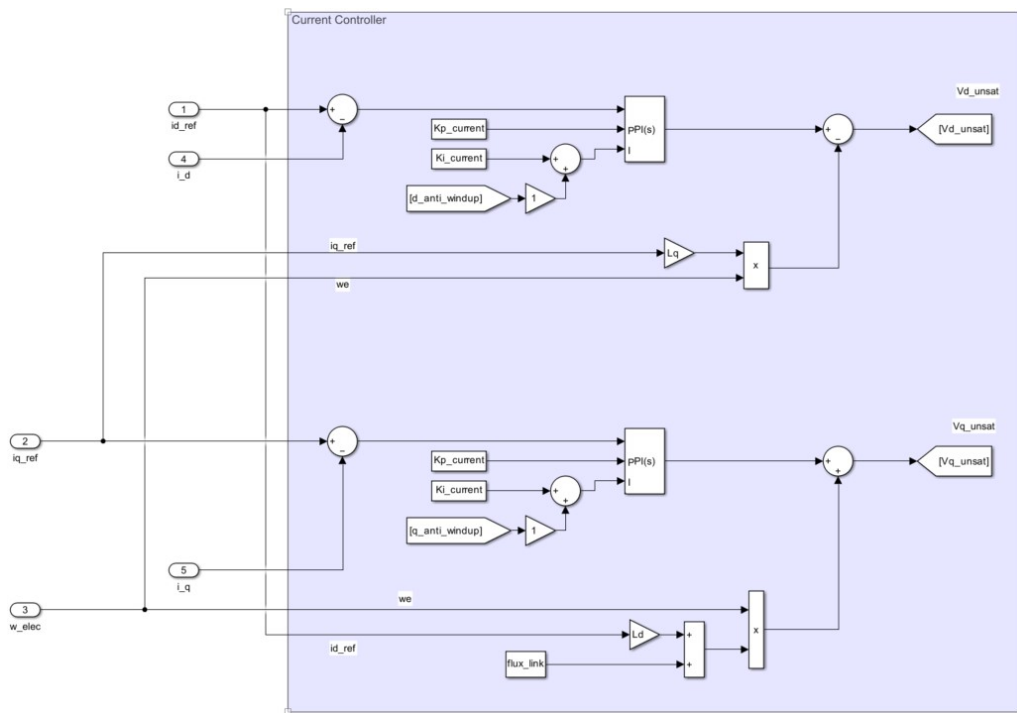 Current Controller
Vd_unsat
1
id_ref
4
i_d
Kp_current
Ki_current
[d_anti_windup]
1
pPI(s)
I
[Vd_unsat]
iq_ref
Lq
x
we
2
iq_ref
Kp_current
Ki_current
[q_anti_windup]
1
pPI(s)
I
Vq_unsat
[Vq_unsat]
5
i_q
3
w_elec
we
id_ref
Ld
flux_link
x